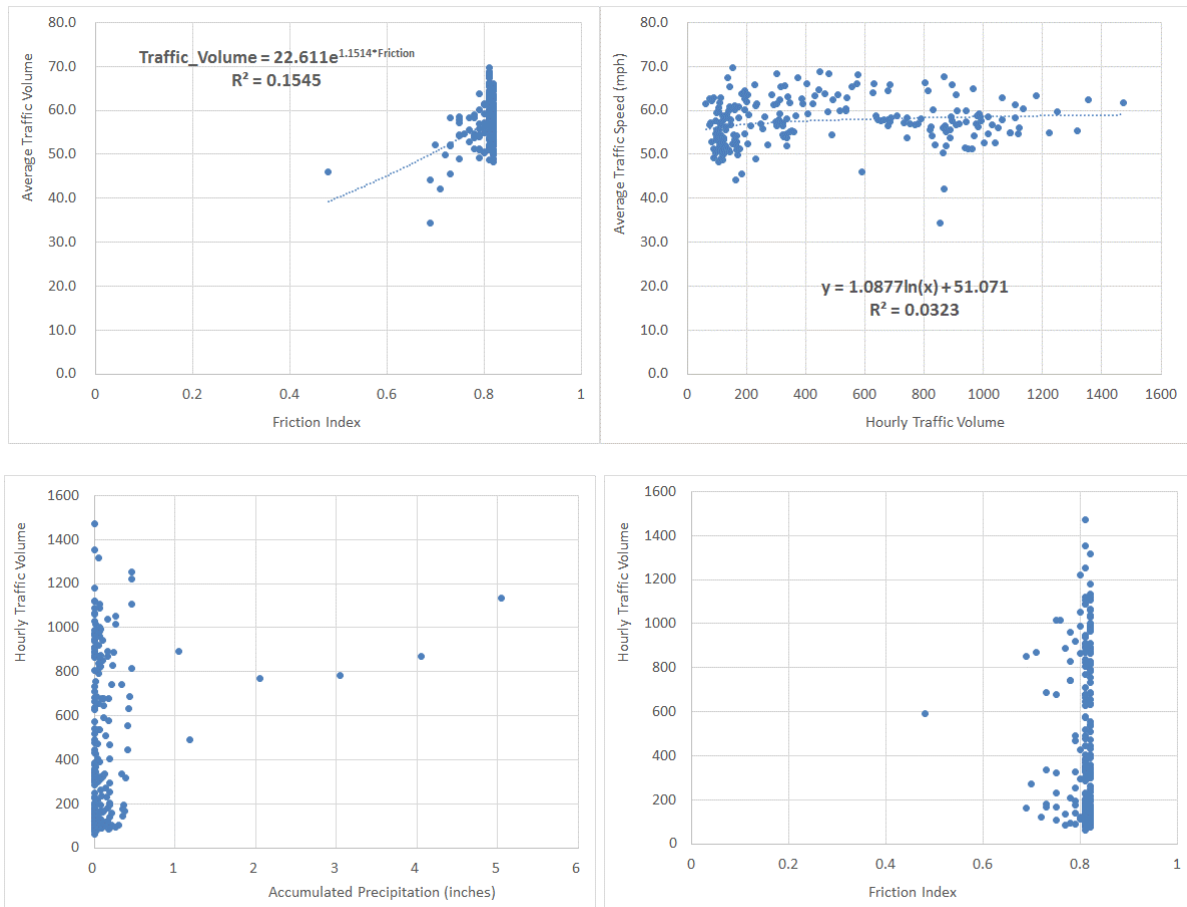 80.0
70.0
60.0
50.0
40.0
30.0
20.0
10.0
0.0
Average Traffic Volume
Traffic_Volume = 22.611e^1.1514*Friction
R² = 0.1545
0 0.2 0.4 0.6 0.8 1
Friction Index
80.0
70.0
60.0
50.0
40.0
30.0
20.0
10.0
0.0
Average Traffic Speed (mph)
y = 1.0877ln(x) + 51.071
R² = 0.0323
0 200 400 600 800 1000 1200 1400 1600
Hourly Traffic Volume
1600
1400
1200
1000
800
600
400
200
0
Hourly Traffic Volume
0 1 2 3 4 5 6
Accumulated Precipitation (inches)
1600
1400
1200
1000
800
600
400
200
0
Hourly Traffic Volume
0 0.2 0.4 0.6 0.8 1
Friction Index